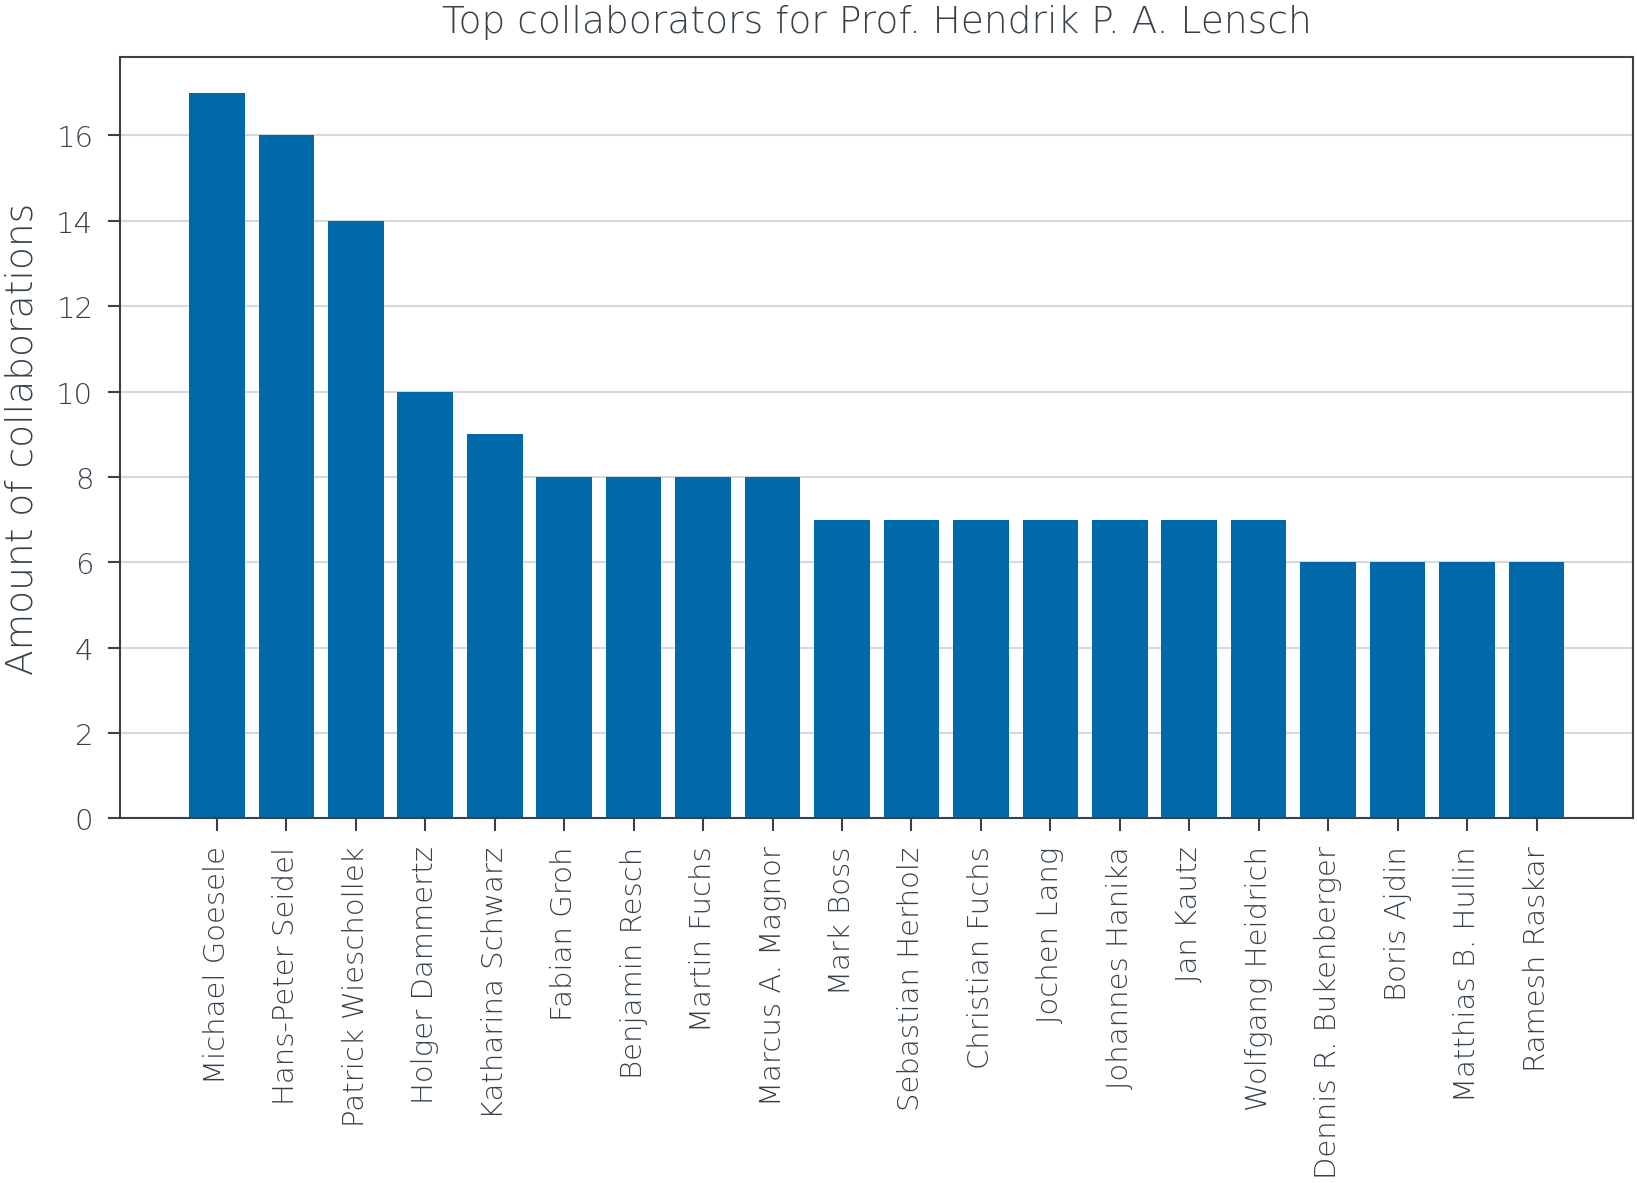 Top collaborators for Prof. Hendrik P. A. Lensch
Amount of collaborations
16
14
12
10
8
6
4
2
0
Michael Goesele
Hans-Peter Seidel
Patrick Wieschollek
Holger Dammertz
Katharina Schwarz
Fabian Groh
Benjamin Resch
Martin Fuchs
Marcus A. Magnor
Mark Boss
Sebastian Herholz
Christian Fuchs
Jochen Lang
Johannes Hanika
Jan Kautz
Wolfgang Heidrich
Dennis R. Bukenberger
Boris Ajdin
Matthias B. Hullin
Ramesh Raskar